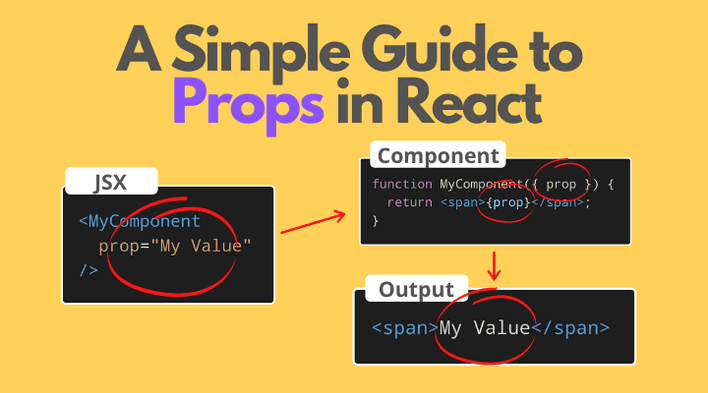 A Simple Guide to
Props in React
JSX
<MyComponent
prop="My Value"
/>
Component
function MyComponent({ prop }) {
return <span>{prop}</span>;
}
Output
<span>My Value</span>